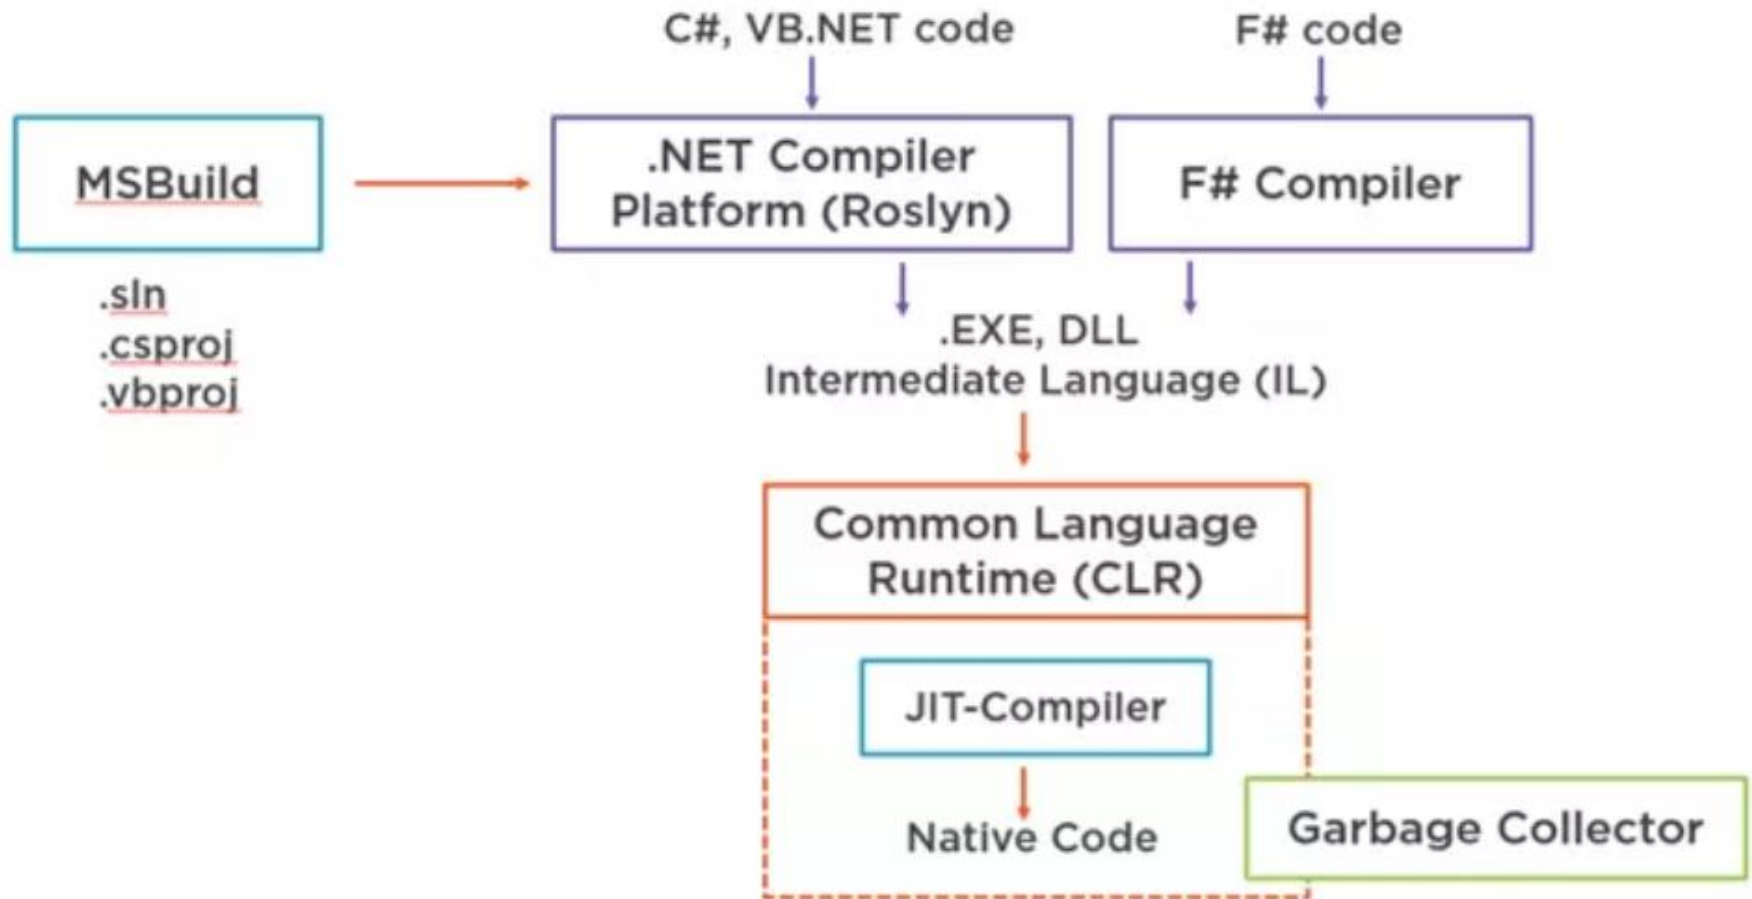 C#, VB.NET code
F# code
MSBuild
.NET Compiler
Platform (Roslyn)
F# Compiler
.sln
.csproj
.vbproj
.EXE, DLL
Intermediate Language (IL)
Common Language
Runtime (CLR)
JIT-Compiler
Native Code
Garbage Collector